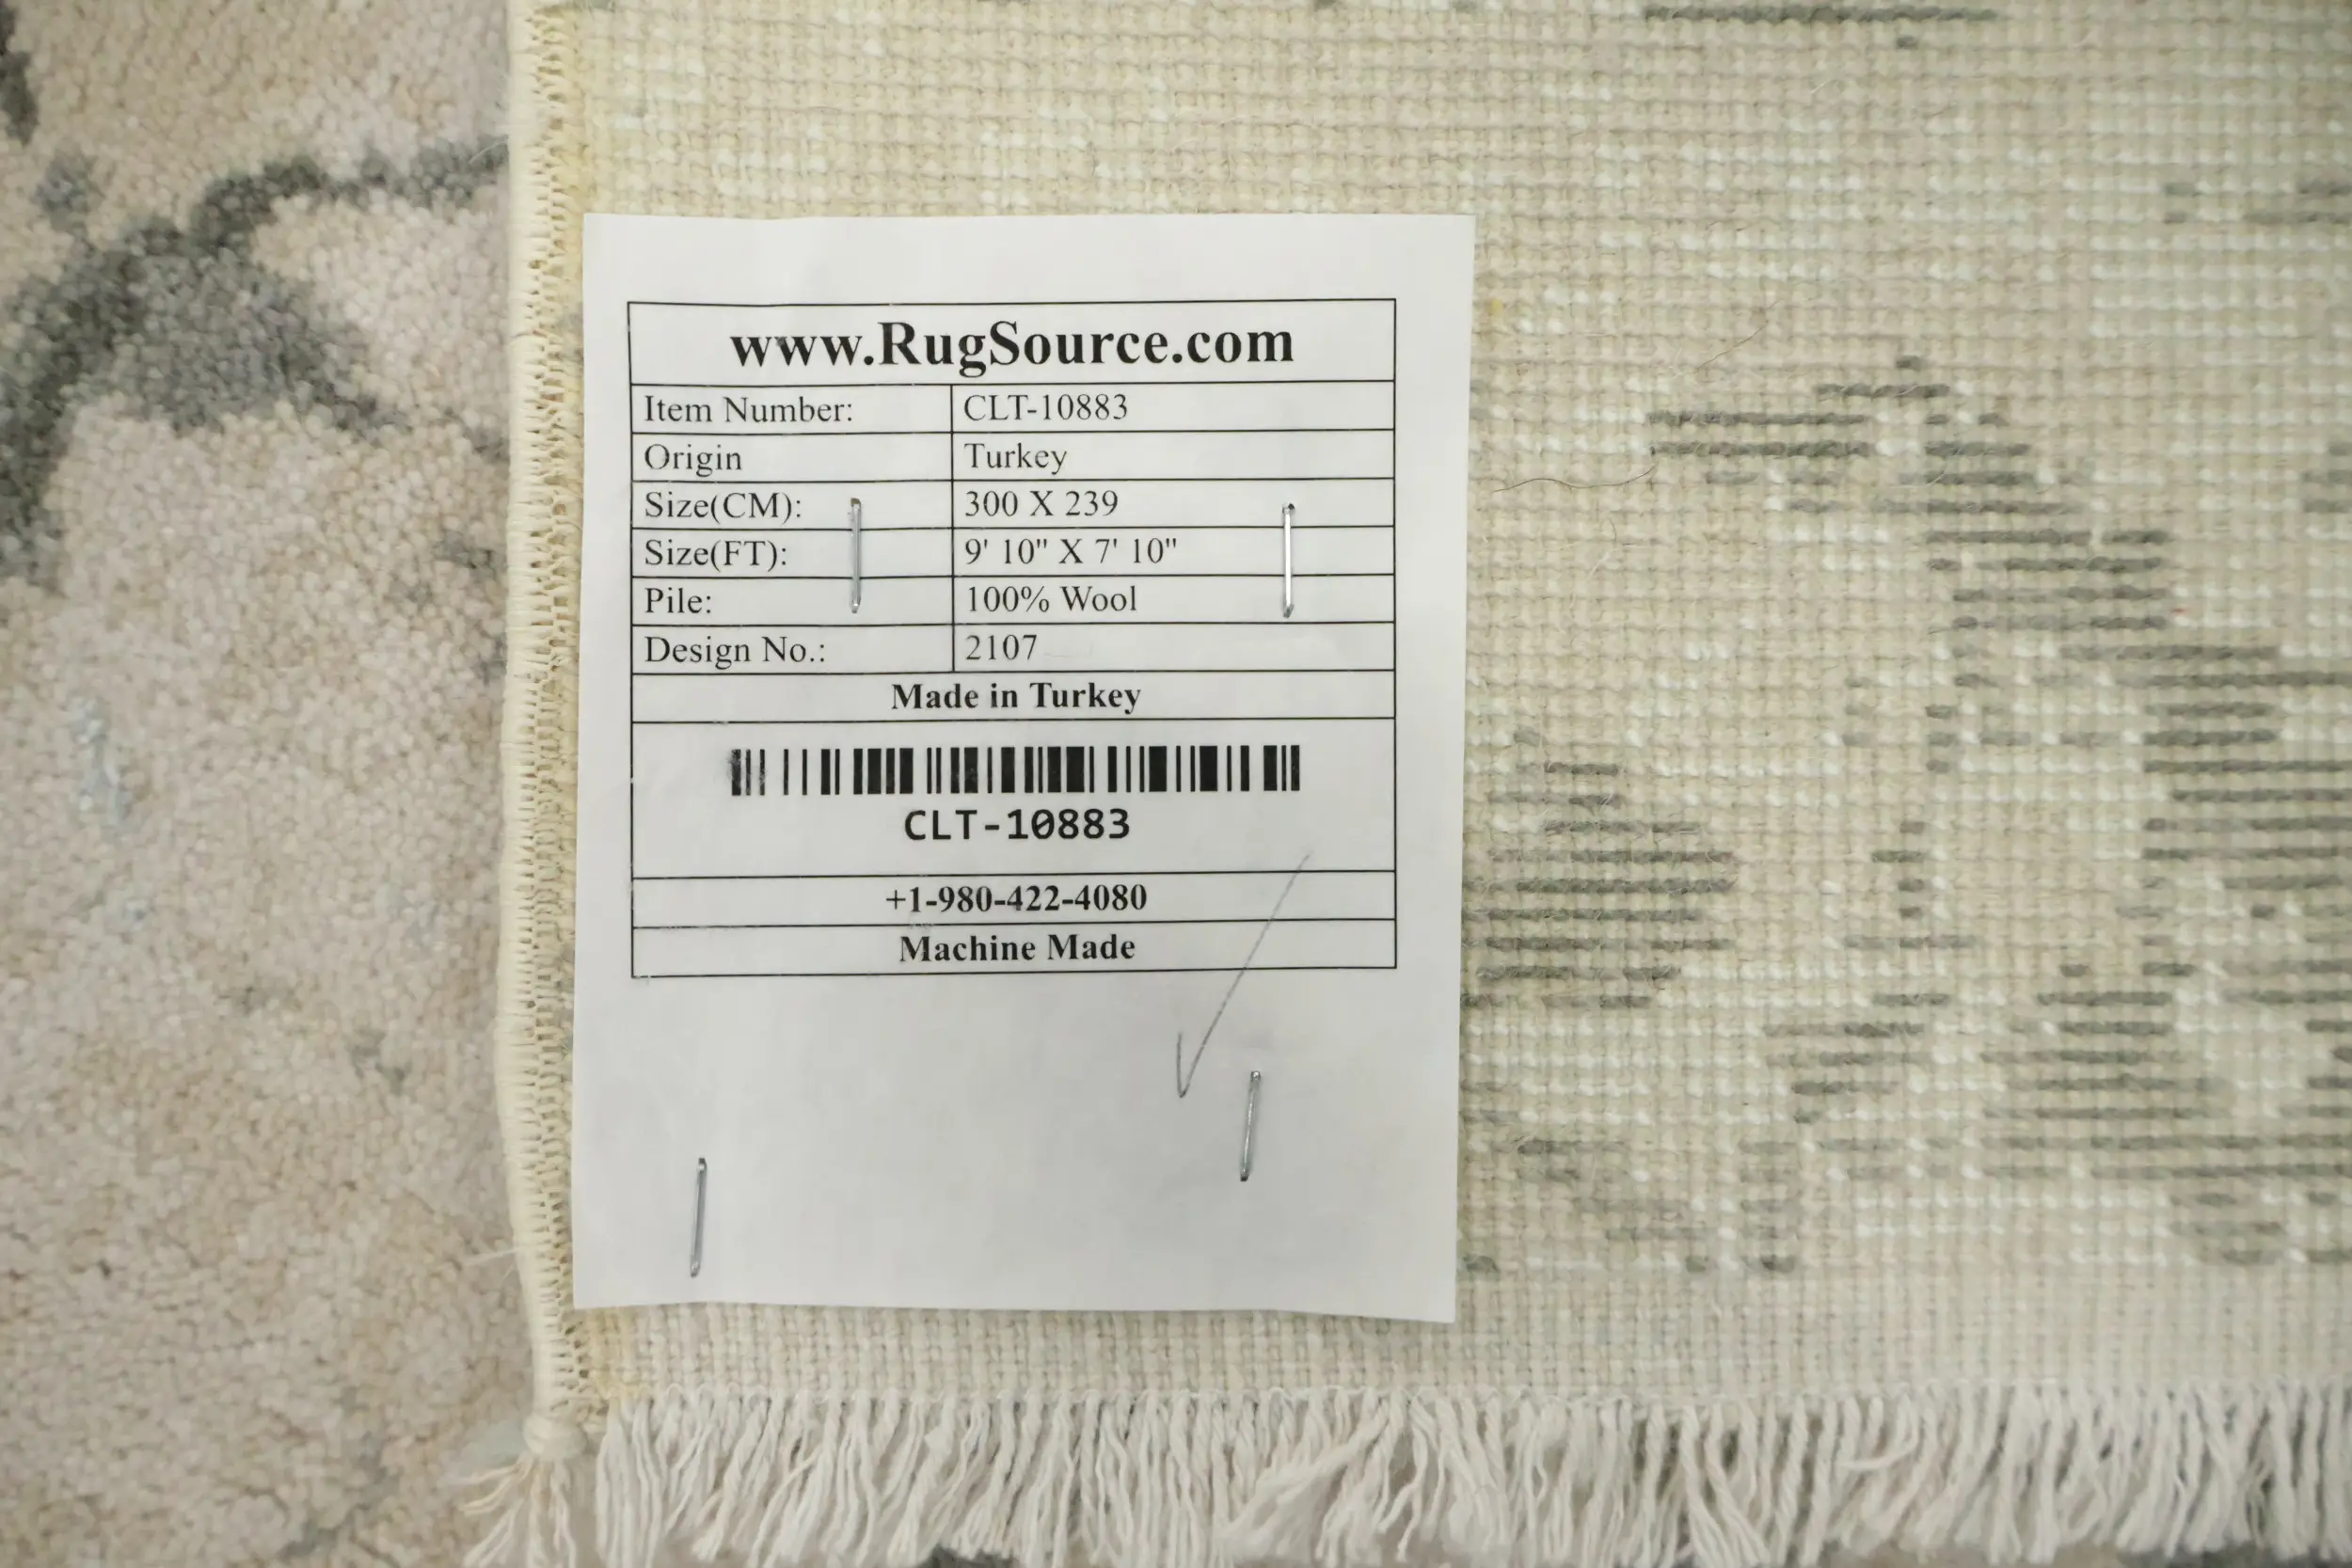 www.RugSource.com
Item Number: CLT-10883
Origin Turkey
Size(CM): 300 X 239
Size(FT): 9' 10" X 7' 10"
Pile: 100% Wool
Design No.: 2107
Made in Turkey
CLT-10883
+1-980-422-4080
Machine Made